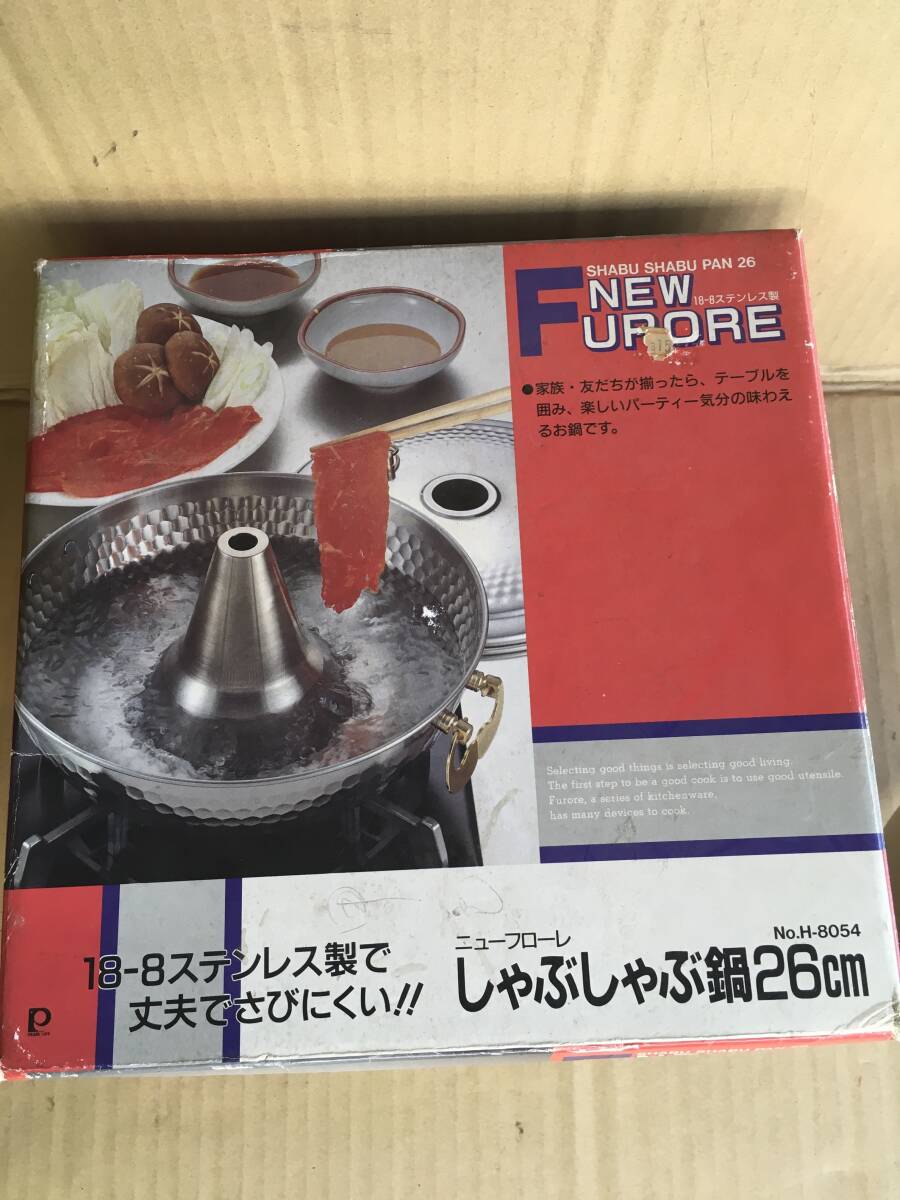 SHABU SHABU PAN 26
NEW 18-8ステンレス製
FURORE
●家族・友だちが揃ったら、テーブルを
囲み、楽しいパーティー気分の味わえ
るお鍋です。
Selecting good things is selecting good living.
The first step to be a good cook is to use good utensile.
Furore, a series of kitchenware,
has many devices to cook.
18-8ステンレス製で
丈夫でさびにくい!!
ニューフローレ
No.H-8054
しゃぶしゃぶ鍋26cm